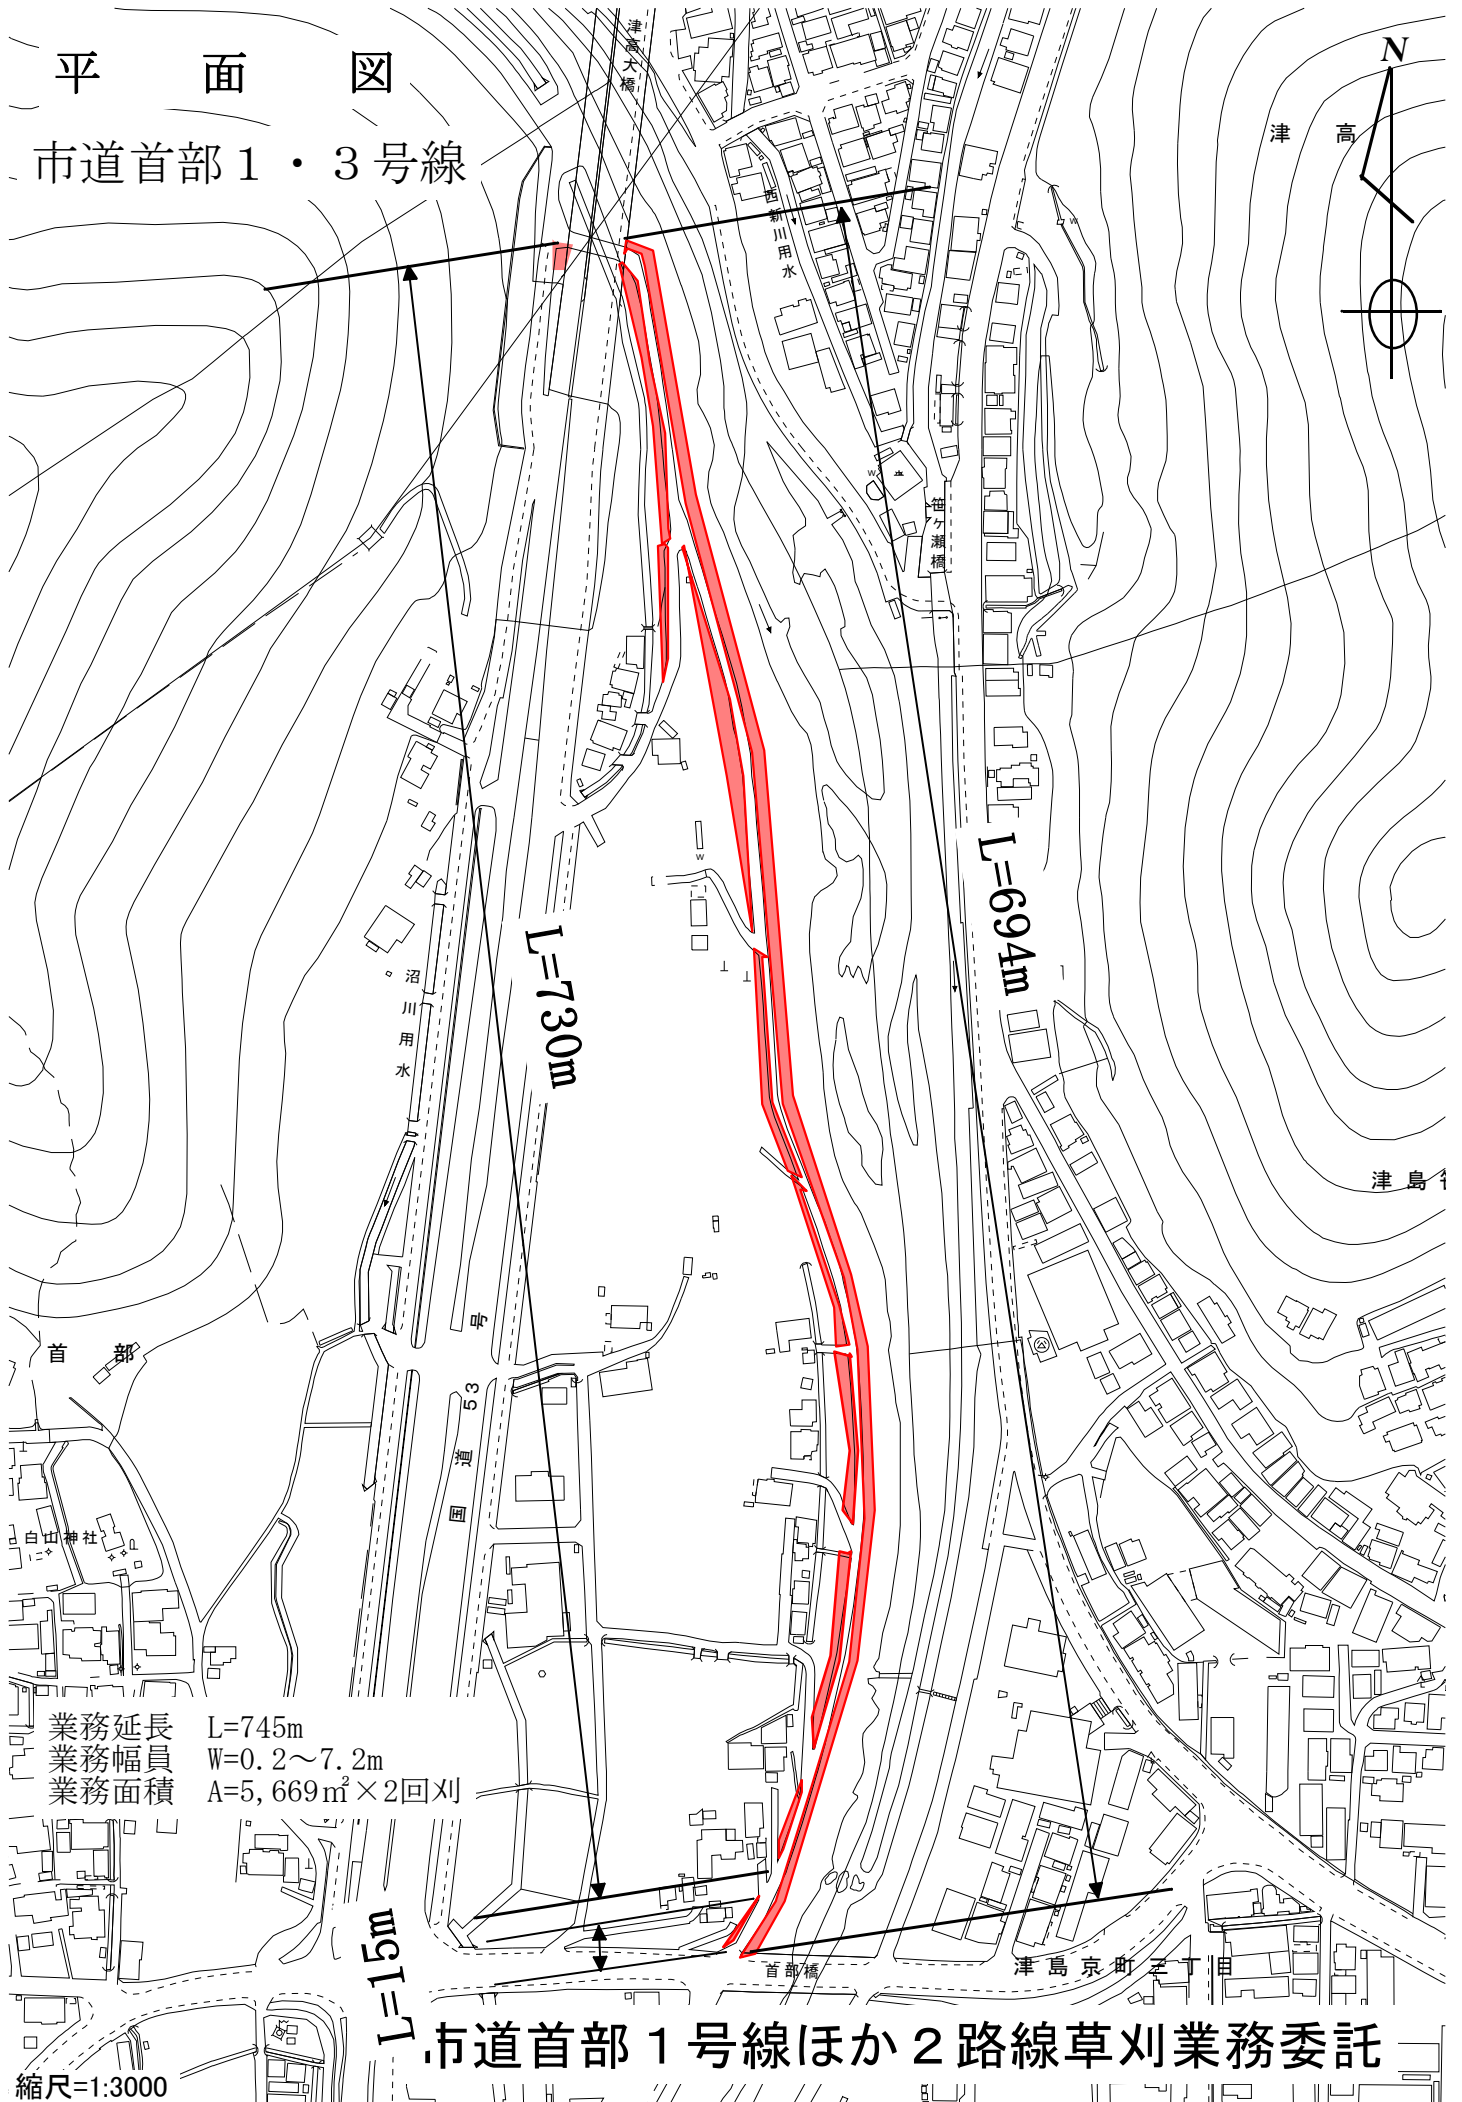 平　面　図
市道首部１・３号線
津高大橋
N
津　高
西新川用水
W
W
笹ヶ瀬橋
L=694m
W
L=730m
沼川用水
津島笹
首　部
国道53号
白山神社
業務延長　L=745m
業務幅員　W=0.2～7.2m
業務面積　A=5,669㎡×2回刈
L=15m
首部橋
津島京町三丁目
市道首部１号線ほか２路線草刈業務委託
縮尺=1:3000